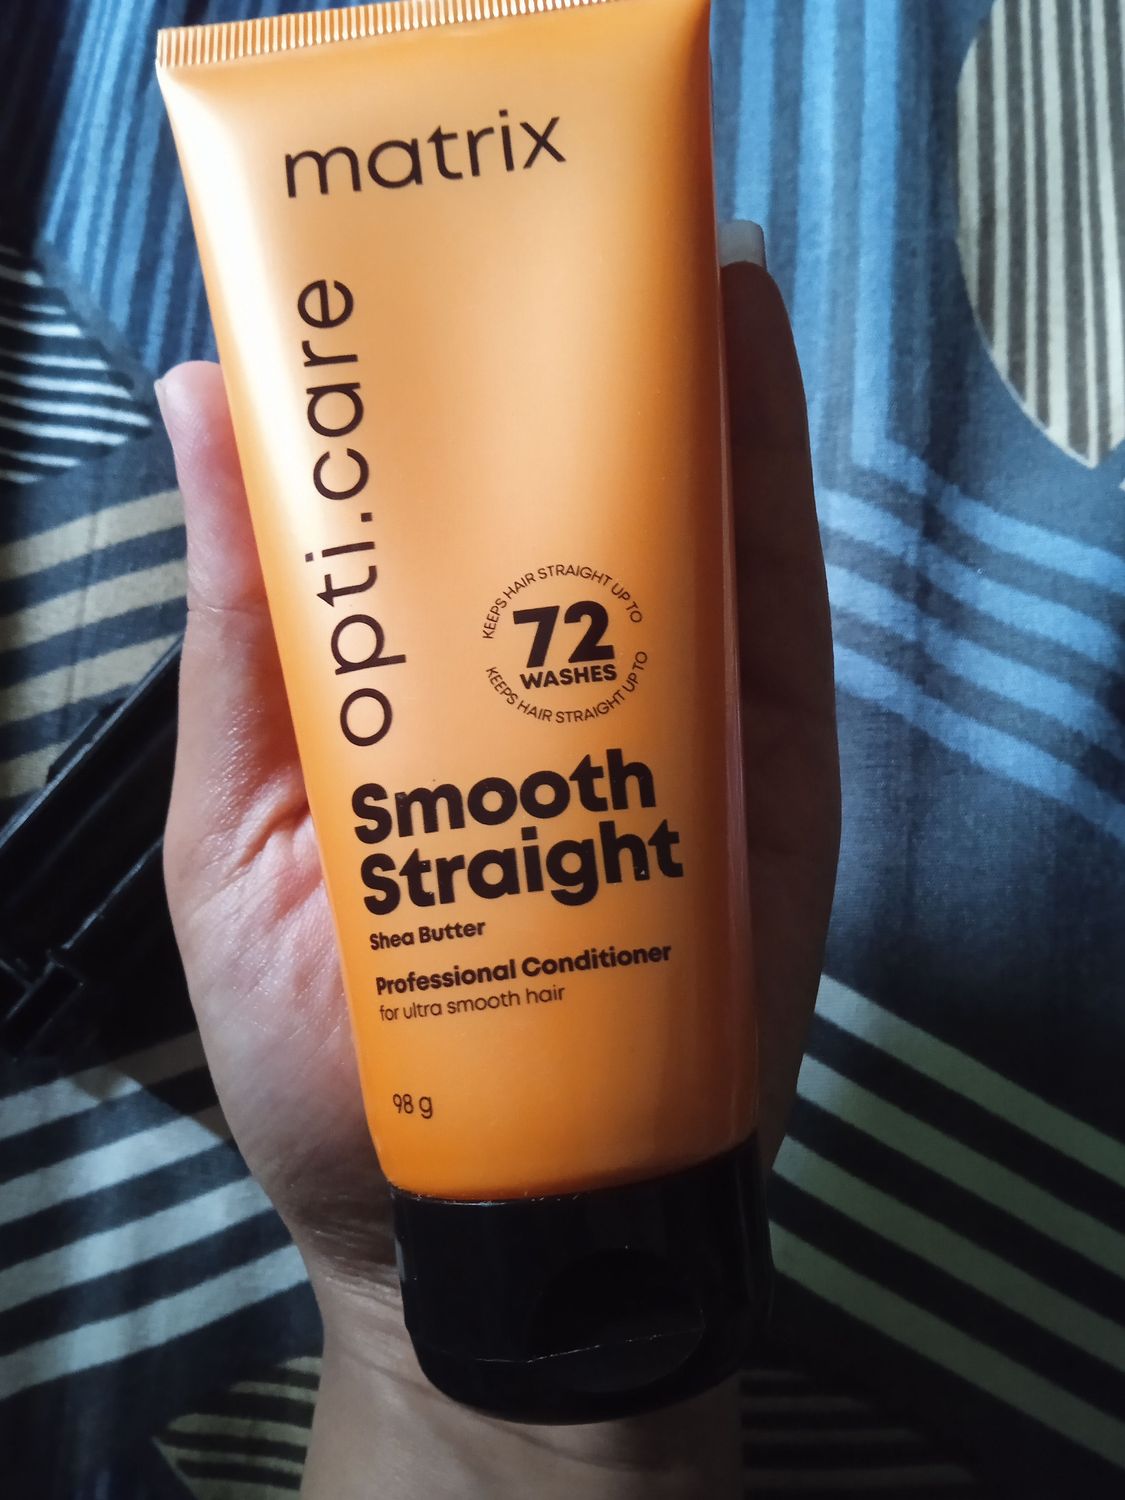 matrix
opti.care
KEEPS HAIR STRAIGHT UP TO
72
WASHES
KEEPS HAIR STRAIGHT UP TO
Smooth
Straight
Shea Butter
Professional Conditioner
for ultra smooth hair
98 g